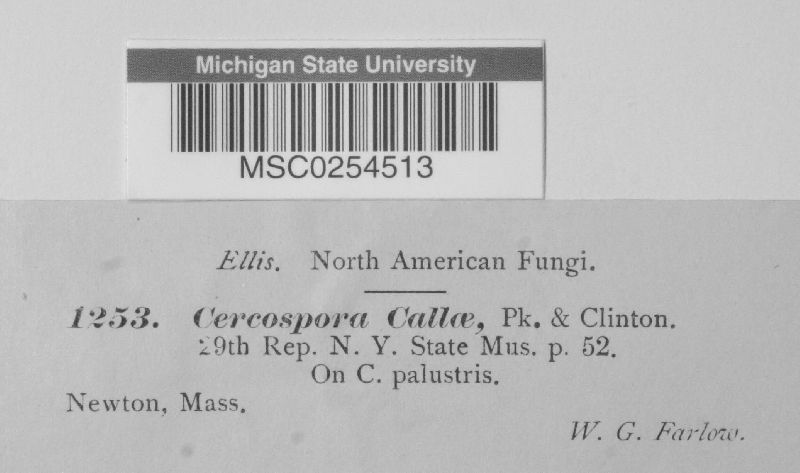 Michigan State University
MSC0254513
Ellis. North American Fungi.
1253. Cercospora Callæ, Pk. & Clinton.
29th Rep. N. Y. State Mus. p. 52.
On C. palustris.
Newton, Mass.
W. G. Farlow.